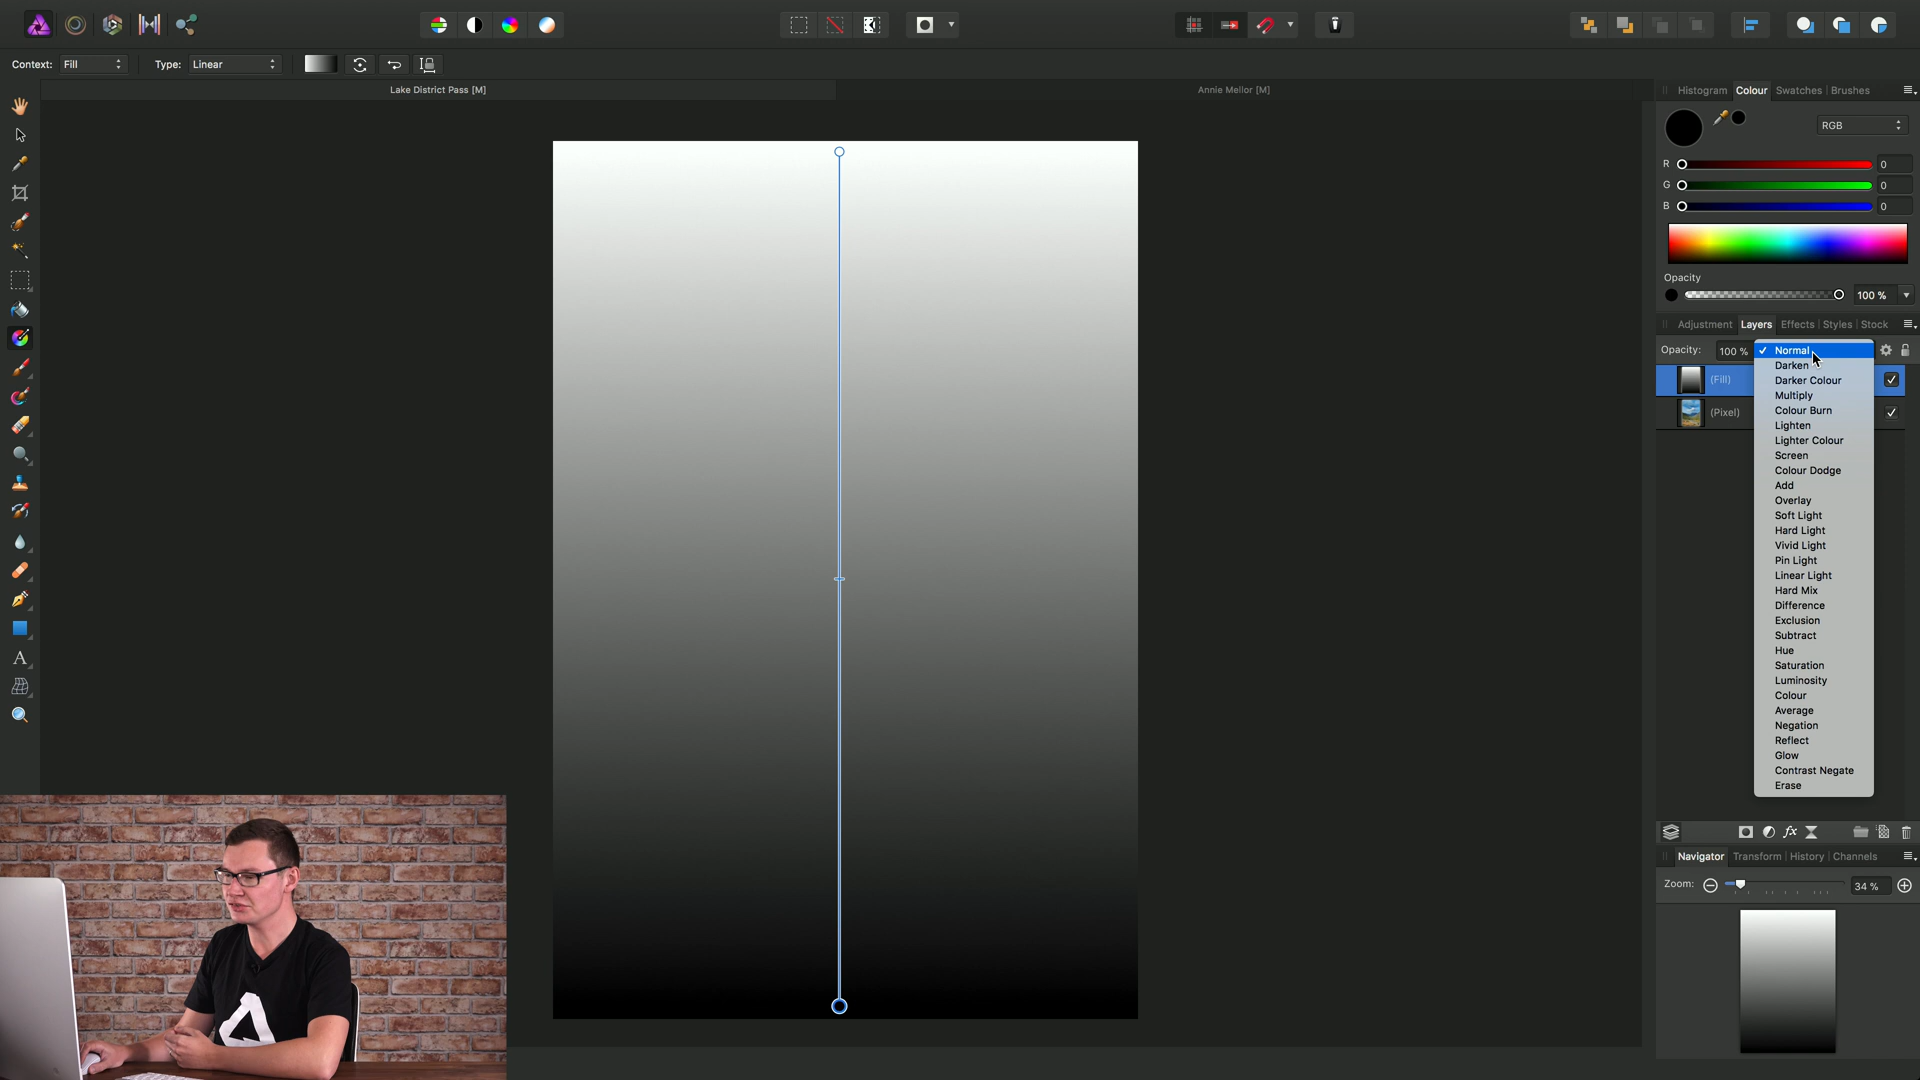 Context: Fill Type: Linear
Lake District Pass [M] Annie Mellor [M]
Histogram Colour Swatches Brushes
RGB
R 0
G 0
B 0
Opacity
100 %
Adjustment Layers Effects Styles Stock
Opacity: 100 % Normal
(Fill)
(Pixel)
Darken
Darker Colour
Multiply
Colour Burn
Lighten
Lighter Colour
Screen
Colour Dodge
Add
Overlay
Soft Light
Hard Light
Vivid Light
Pin Light
Linear Light
Hard Mix
Difference
Exclusion
Subtract
Hue
Saturation
Luminosity
Colour
Average
Negation
Reflect
Glow
Contrast Negate
Erase
fx
Navigator Transform History Channels
Zoom: 34 %
A